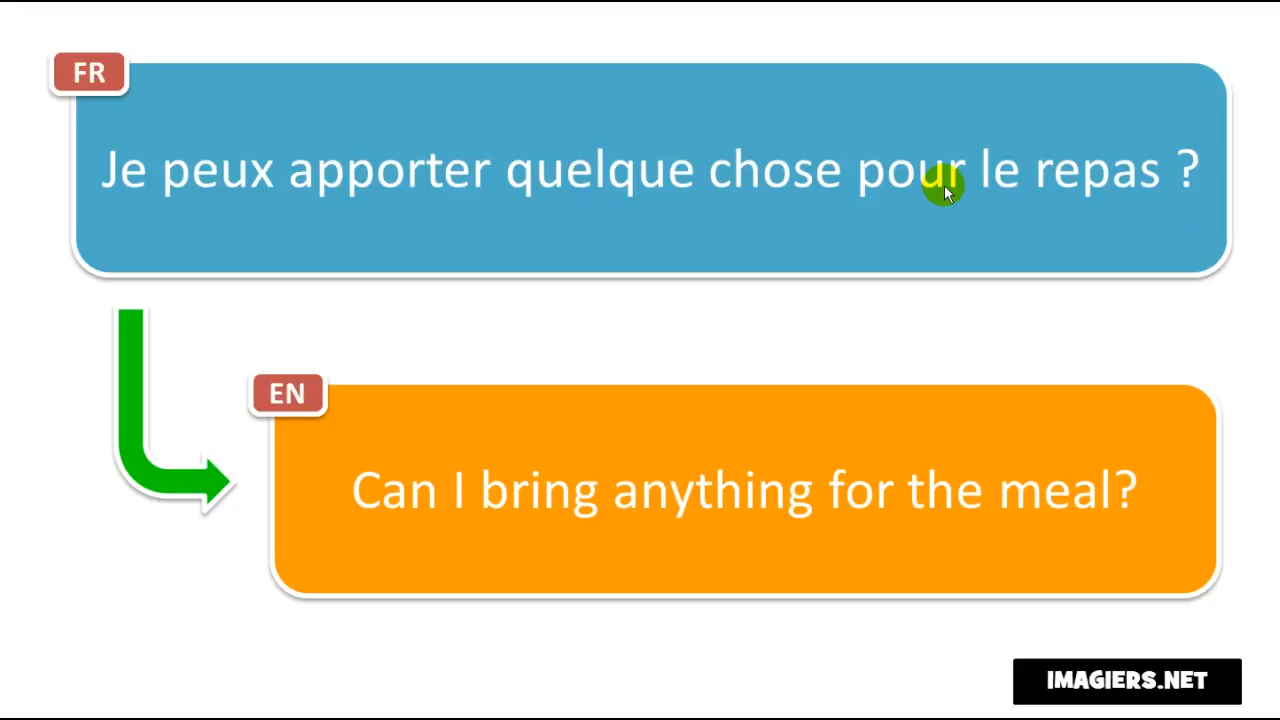 FR
Je peux apporter quelque chose pour le repas ?
EN
Can I bring anything for the meal?
IMAGIERS.NET